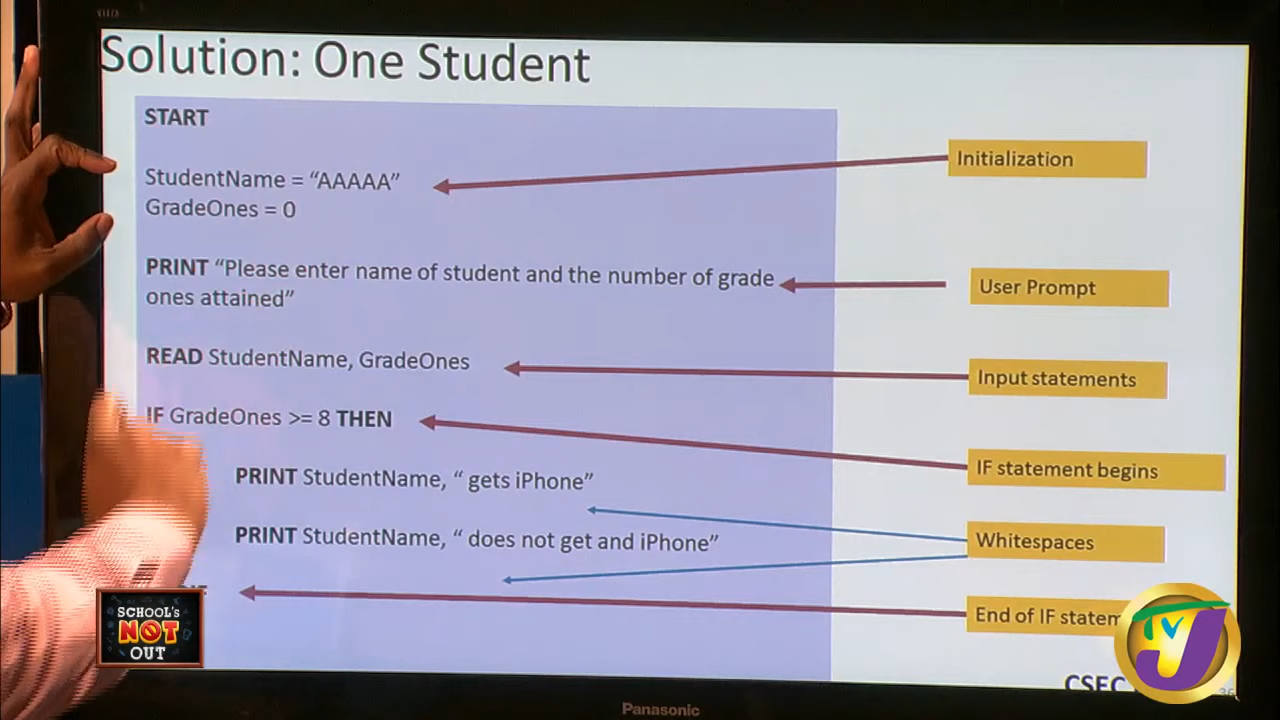 Solution: One Student
START
StudentName = “AAAAA”
GradeOnes = 0
PRINT “Please enter name of student and the number of grade
ones attained”
READ StudentName, GradeOnes
IF GradeOnes >= 8 THEN
PRINT StudentName, “ gets iPhone”
PRINT StudentName, “ does not get and iPhone”
Initialization
User Prompt
Input statements
IF statement begins
Whitespaces
End of IF statem
CSEC
SCHOOL's
NOT
OUT
TVJ
Panasonic